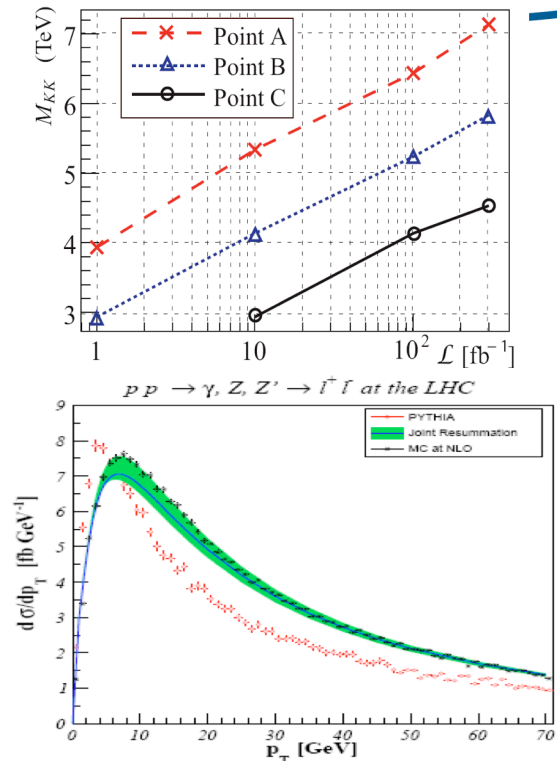 M_KK (TeV)
7
6
5
4
3
Point A
Point B
Point C
1
10
10²
ℒ [fb⁻¹]
p p → γ, Z, Z' → l⁺ l⁻ at the LHC
dσ/dp_T [fb GeV⁻¹]
9
8
7
6
5
4
3
2
1
0
PYTHIA
Joint Resummation
MC at NLO
0
10
20
30
40
50
60
70
p_T [GeV]